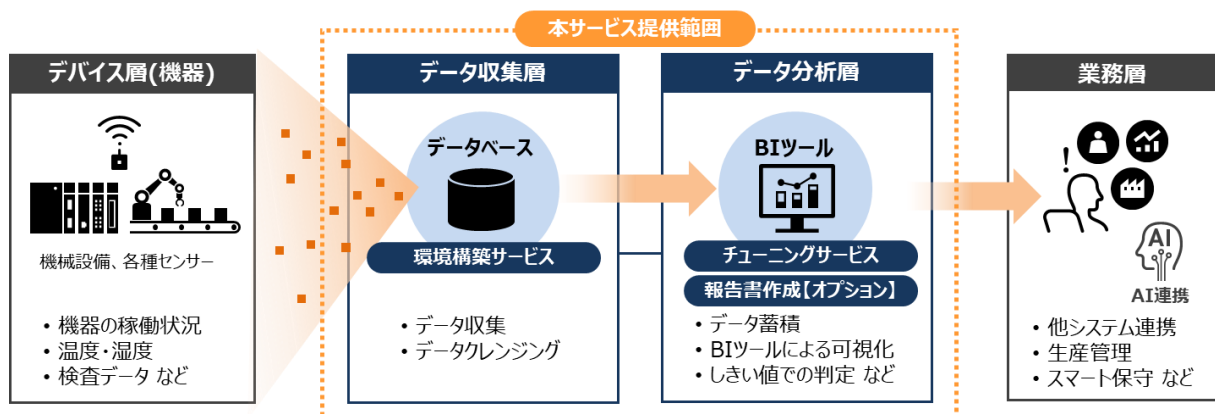 本サービス提供範囲
デバイス層(機器)
機械設備、各種センサー
• 機器の稼働状況
• 温度・湿度
• 検査データ など
データ収集層
データベース
環境構築サービス
• データ収集
• データクレンジング
データ分析層
BIツール
チューニングサービス
報告書作成【オプション】
• データ蓄積
• BIツールによる可視化
• しきい値での判定 など
業務層
!
AI
AI連携
• 他システム連携
• 生産管理
• スマート保守 など